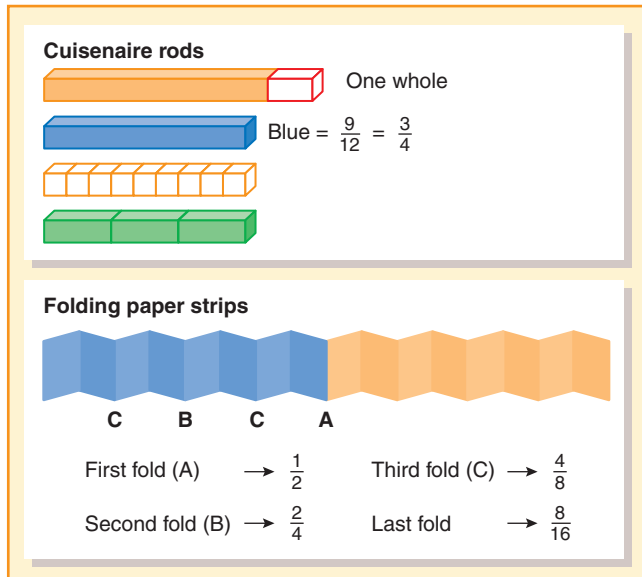 Cuisenaire rods
One whole
Blue = 9/12 = 3/4
Folding paper strips
C B C A
First fold (A) → 1/2 Third fold (C) → 4/8
Second fold (B) → 2/4 Last fold → 8/16